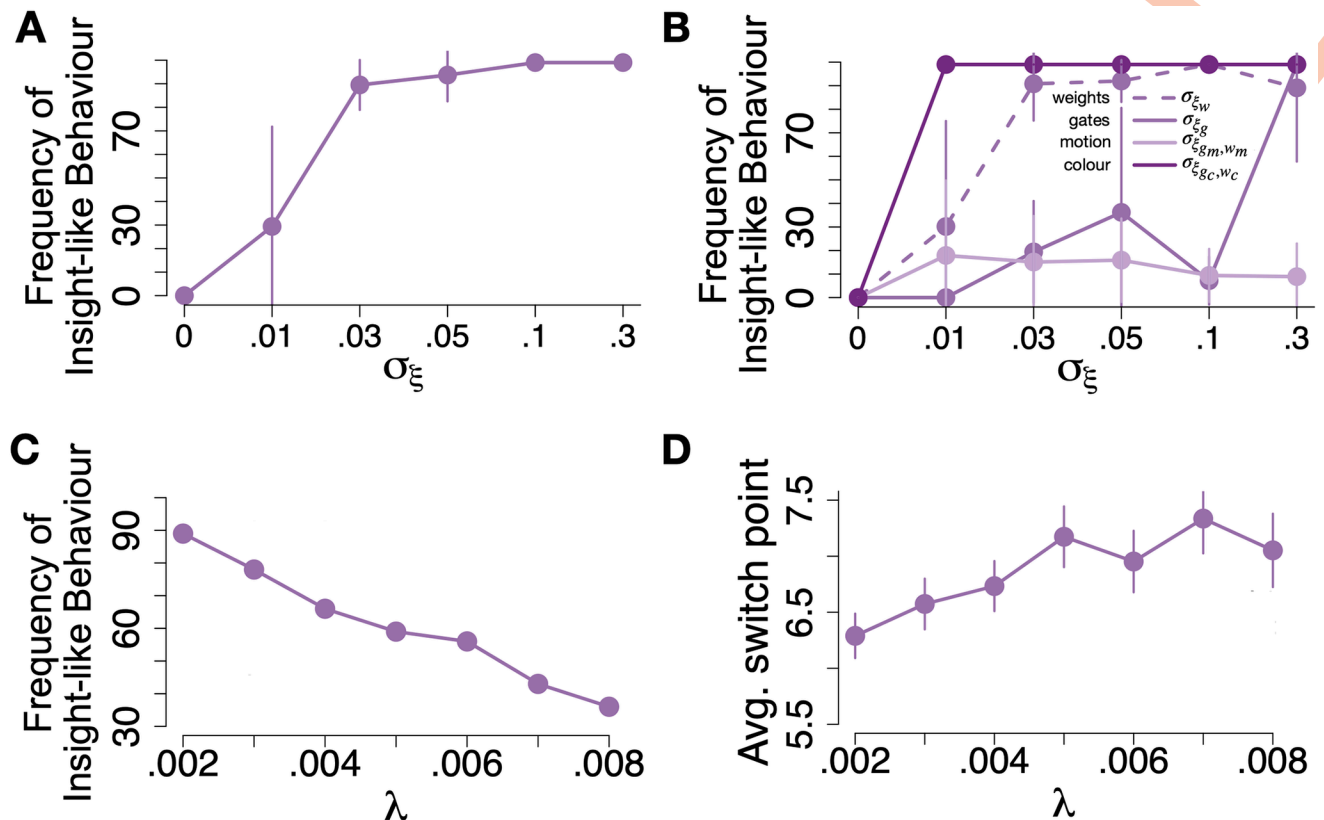 A
Frequency of
Insight-like Behaviour
0 30 70
0 .01 .03 .05 .1 .3
σξ
B
Frequency of
Insight-like Behaviour
0 30 70
weights σξw
gates σξg
motion σξgm,wm
colour σξgc,wc
0 .01 .03 .05 .1 .3
σξ
C
Frequency of
Insight-like Behaviour
30 60 90
.002 .004 .006 .008
λ
D
Avg. switch point
5.5 6.5 7.5
.002 .004 .006 .008
λ